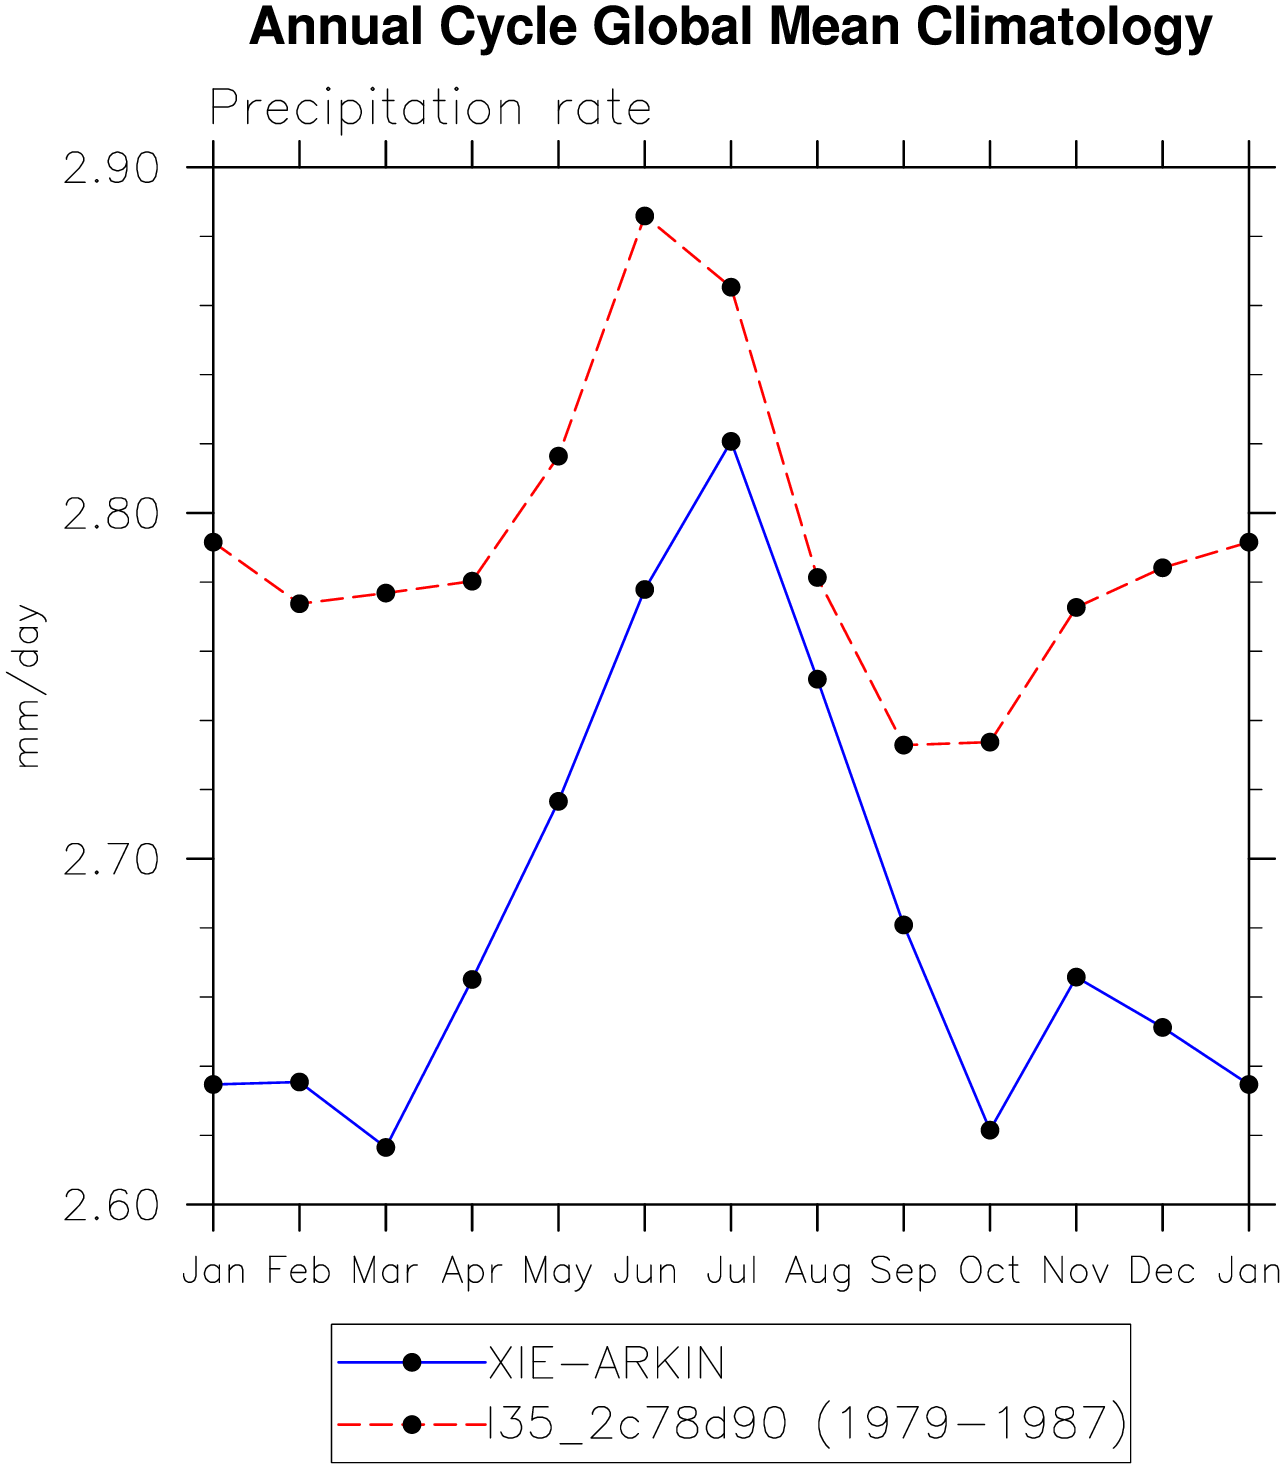 Annual Cycle Global Mean Climatology
Precipitation rate
2.90
2.80
2.70
2.60
mm/day
Jan Feb Mar Apr May Jun Jul Aug Sep Oct Nov Dec Jan
XIE-ARKIN
I35_2c78d90 (1979-1987)